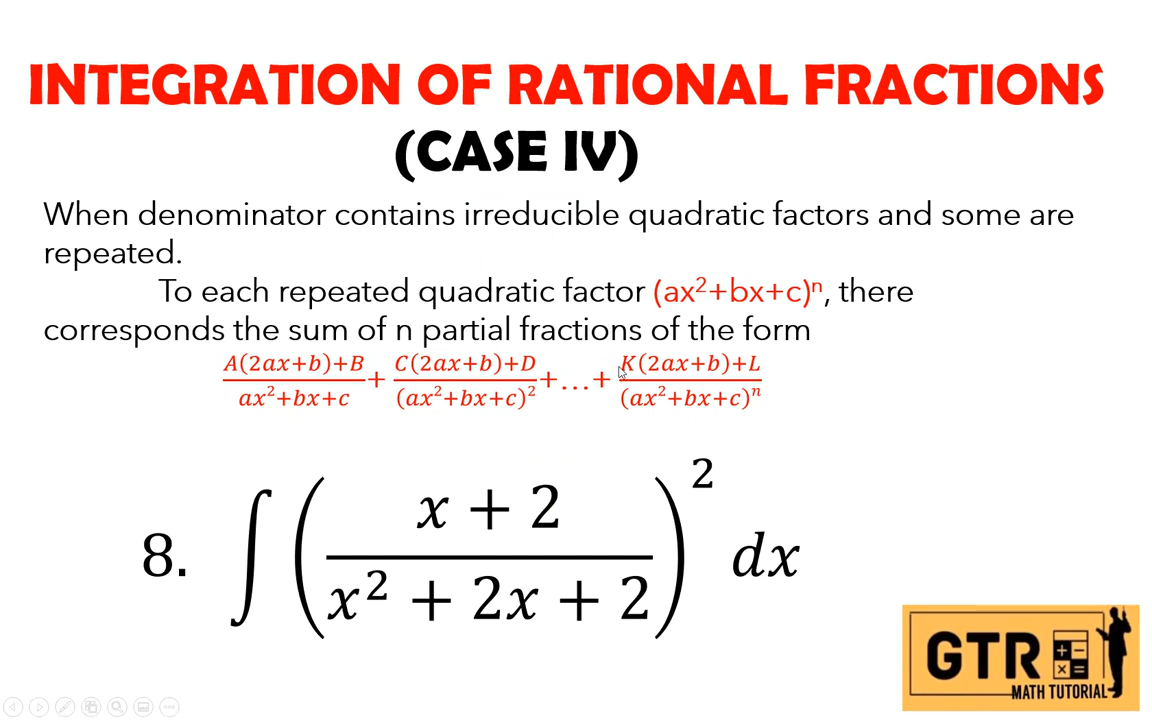 INTEGRATION OF RATIONAL FRACTIONS
(CASE IV)
When denominator contains irreducible quadratic factors and some are
repeated.
To each repeated quadratic factor (ax²+bx+c)ⁿ, there
corresponds the sum of n partial fractions of the form
A(2ax+b)+B/ax²+bx+c + C(2ax+b)+D/(ax²+bx+c)² +...+ K(2ax+b)+L/(ax²+bx+c)ⁿ
8. ∫ ((x + 2)/(x² + 2x + 2))² dx
GTR
MATH TUTORIAL